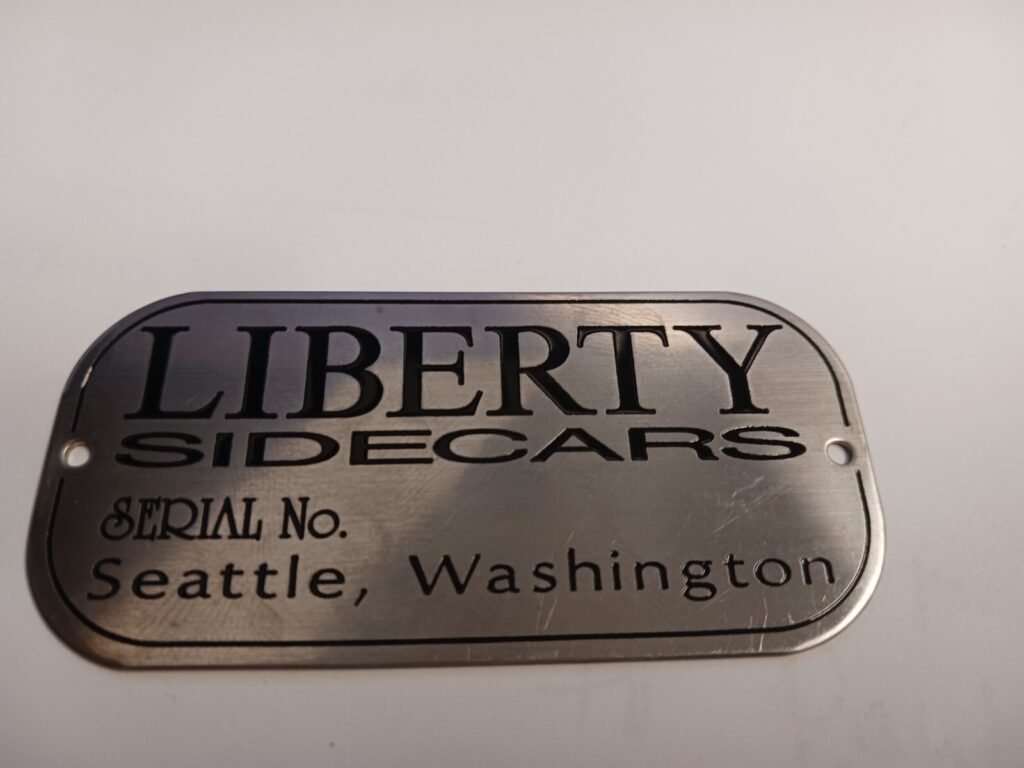 LIBERTY
SIDECARS
SERIAL No.
Seattle, Washington